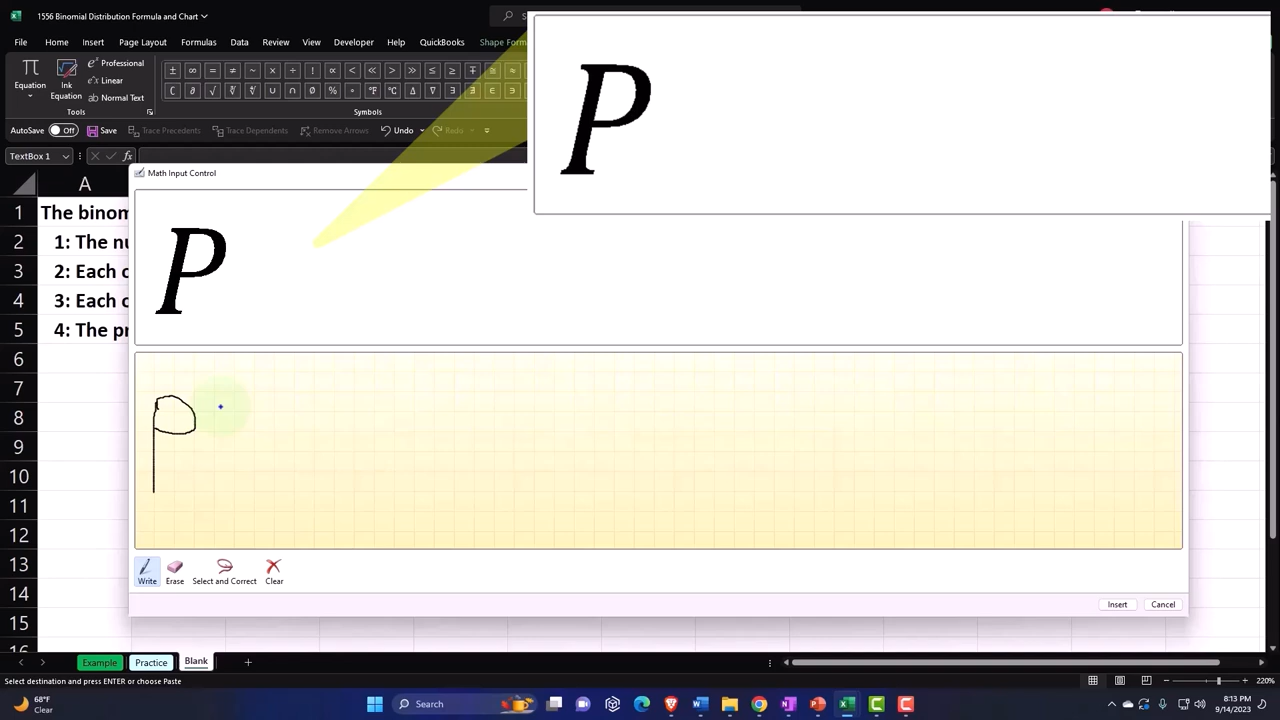 1556 Binomial Distribution Formula and Chart
File Home Insert Page Layout Formulas Data Review View Developer Help QuickBooks Shape Form
Equation
Ink Equation
Professional
Linear
Normal Text
Tools
± ∞ = ≠ ~ × ÷ ! ∝ < ≪ > ≫ ≤ ≥ ∓ ≅ ≈
Symbols
AutoSave Off Save Trace Precedents Trace Dependents Remove Arrows Undo Redo
TextBox 1 fx
Math Input Control
P
P
P
A
1 The binom
2 1: The nu
3 2: Each c
4 3: Each c
5 4: The pr
6
7
8
9
10
11
12
13
14
15
16
Write Erase Select and Correct Clear
Insert Cancel
Example Practice Blank +
Select destination and press ENTER or choose Paste
220%
68°F
Clear
Search
8:13 PM
9/14/2023